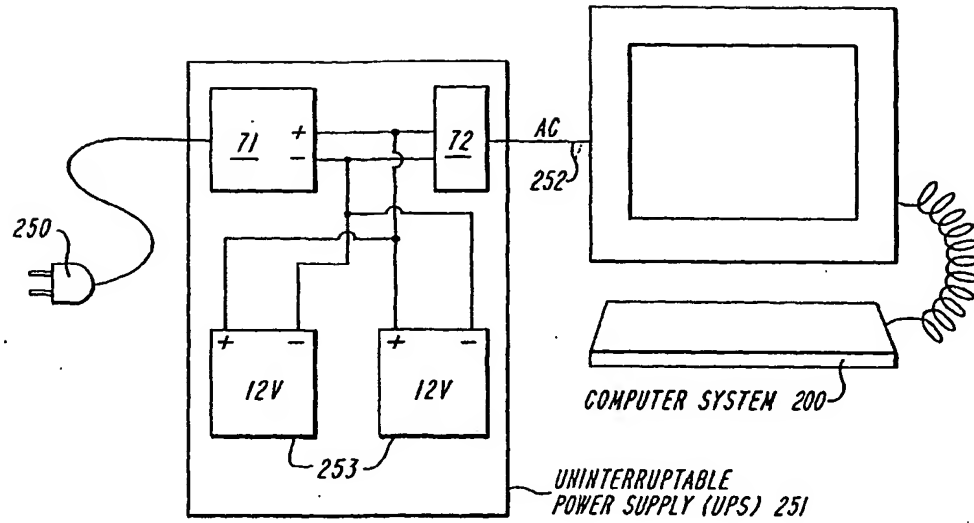 71
+
-
72
AC
252
250
+ -
12V
+ -
12V
253
COMPUTER SYSTEM 200
UNINTERRUPTABLE
POWER SUPPLY (UPS) 251